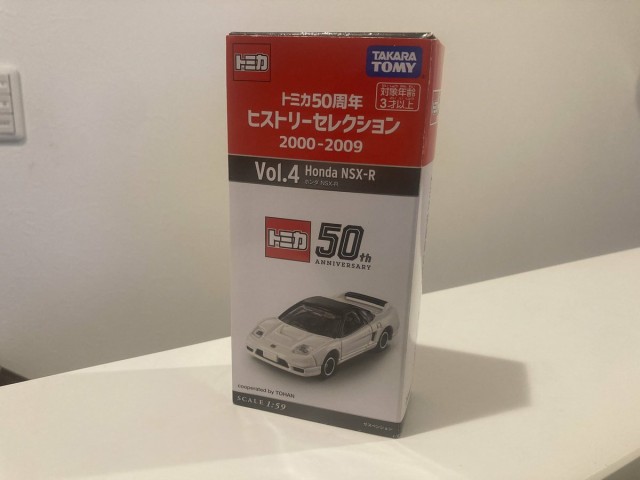 トミカ
TAKARA
TOMY
対象年齢
3才以上
トミカ50周年
ヒストリーセレクション
2000-2009
Vol.4 Honda NSX-R
ホンダ NSX-R
トミカ 50th
ANNIVERSARY
cooperated by TOHAN
SCALE 1:59